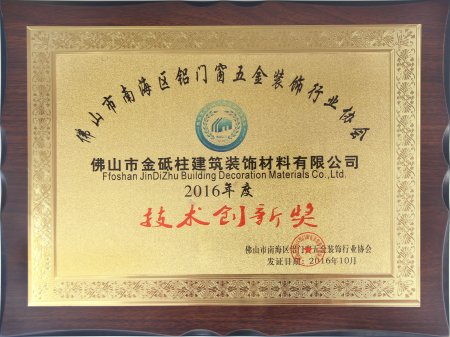 佛山市南海区铝门窗五金装饰行业协会
佛山市金砥柱建筑装饰材料有限公司
Ffoshan JinDiZhu Building Decoration Materials Co.,Ltd.
2016年度
技术创新奖
佛山市南海区铝门窗五金装饰行业协会
发证日期：2016年10月